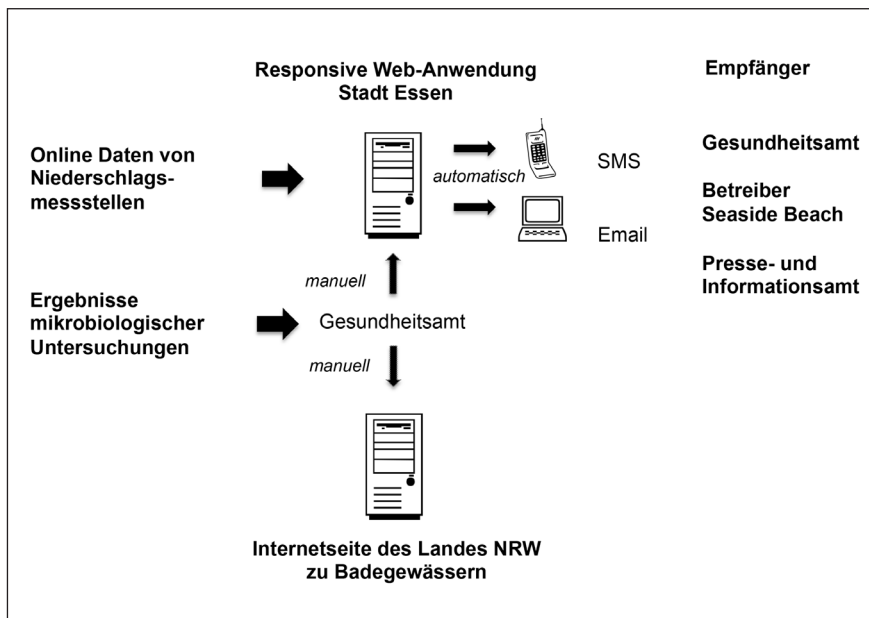 Responsive Web-Anwendung
Stadt Essen
Empfänger
Online Daten von
Niederschlags-
messstellen
automatisch
SMS
Email
Gesundheitsamt
Betreiber
Seaside Beach
Presse- und
Informationsamt
manuell
Ergebnisse
mikrobiologischer
Untersuchungen
Gesundheitsamt
manuell
Internetseite des Landes NRW
zu Badegewässern